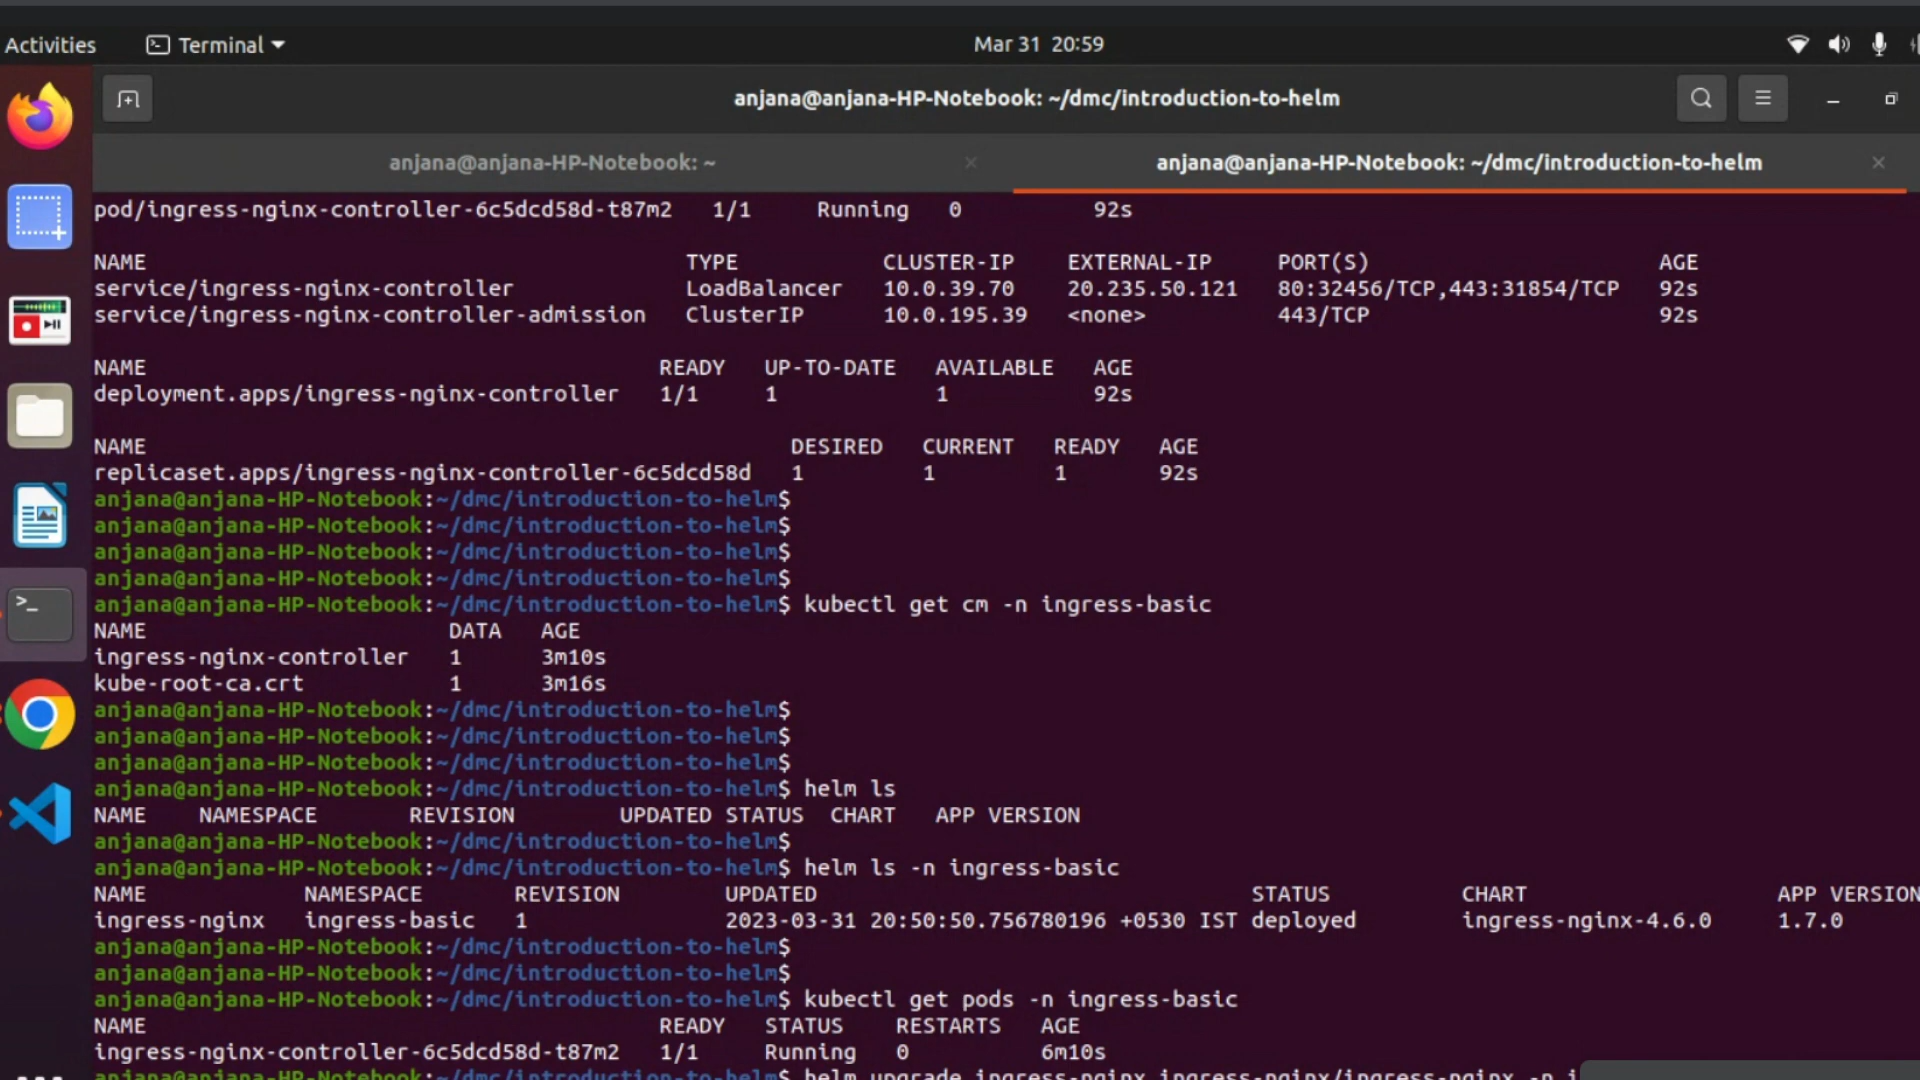 Activities Terminal Mar 31 20:59
anjana@anjana-HP-Notebook: ~/dmc/introduction-to-helm
anjana@anjana-HP-Notebook: ~ anjana@anjana-HP-Notebook: ~/dmc/introduction-to-helm
pod/ingress-nginx-controller-6c5dcd58d-t87m2 1/1 Running 0 92s
NAME TYPE CLUSTER-IP EXTERNAL-IP PORT(S) AGE
service/ingress-nginx-controller LoadBalancer 10.0.39.70 20.235.50.121 80:32456/TCP,443:31854/TCP 92s
service/ingress-nginx-controller-admission ClusterIP 10.0.195.39 <none> 443/TCP 92s
NAME READY UP-TO-DATE AVAILABLE AGE
deployment.apps/ingress-nginx-controller 1/1 1 1 92s
NAME DESIRED CURRENT READY AGE
replicaset.apps/ingress-nginx-controller-6c5dcd58d 1 1 1 92s
anjana@anjana-HP-Notebook:~/dmc/introduction-to-helm$
anjana@anjana-HP-Notebook:~/dmc/introduction-to-helm$
anjana@anjana-HP-Notebook:~/dmc/introduction-to-helm$
anjana@anjana-HP-Notebook:~/dmc/introduction-to-helm$
anjana@anjana-HP-Notebook:~/dmc/introduction-to-helm$ kubectl get cm -n ingress-basic
NAME DATA AGE
ingress-nginx-controller 1 3m10s
kube-root-ca.crt 1 3m16s
anjana@anjana-HP-Notebook:~/dmc/introduction-to-helm$
anjana@anjana-HP-Notebook:~/dmc/introduction-to-helm$
anjana@anjana-HP-Notebook:~/dmc/introduction-to-helm$
anjana@anjana-HP-Notebook:~/dmc/introduction-to-helm$ helm ls
NAME NAMESPACE REVISION UPDATED STATUS CHART APP VERSION
anjana@anjana-HP-Notebook:~/dmc/introduction-to-helm$
anjana@anjana-HP-Notebook:~/dmc/introduction-to-helm$ helm ls -n ingress-basic
NAME NAMESPACE REVISION UPDATED STATUS CHART APP VERSION
ingress-nginx ingress-basic 1 2023-03-31 20:50:50.756780196 +0530 IST deployed ingress-nginx-4.6.0 1.7.0
anjana@anjana-HP-Notebook:~/dmc/introduction-to-helm$
anjana@anjana-HP-Notebook:~/dmc/introduction-to-helm$
anjana@anjana-HP-Notebook:~/dmc/introduction-to-helm$ kubectl get pods -n ingress-basic
NAME READY STATUS RESTARTS AGE
ingress-nginx-controller-6c5dcd58d-t87m2 1/1 Running 0 6m10s
anjana@anjana-HP-Notebook:~/dmc/introduction-to-helm$ helm upgrade ingress-nginx ingress-nginx/ingress-nginx -n